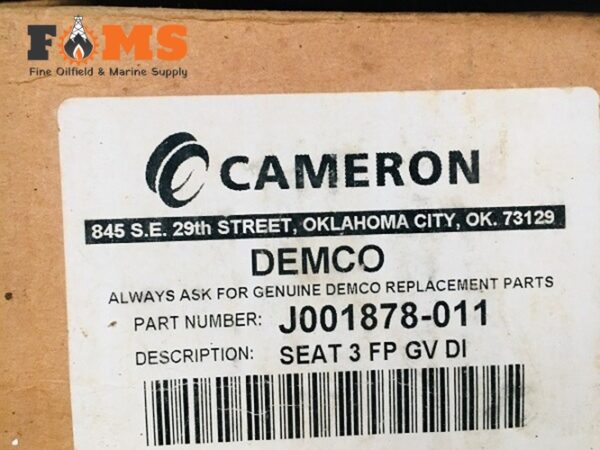 FOMS
Fine Oilfield & Marine Supply
CAMERON
845 S.E. 29th STREET, OKLAHOMA CITY, OK. 73129
DEMCO
ALWAYS ASK FOR GENUINE DEMCO REPLACEMENT PARTS
PART NUMBER: J001878-011
DESCRIPTION: SEAT 3 FP GV DI